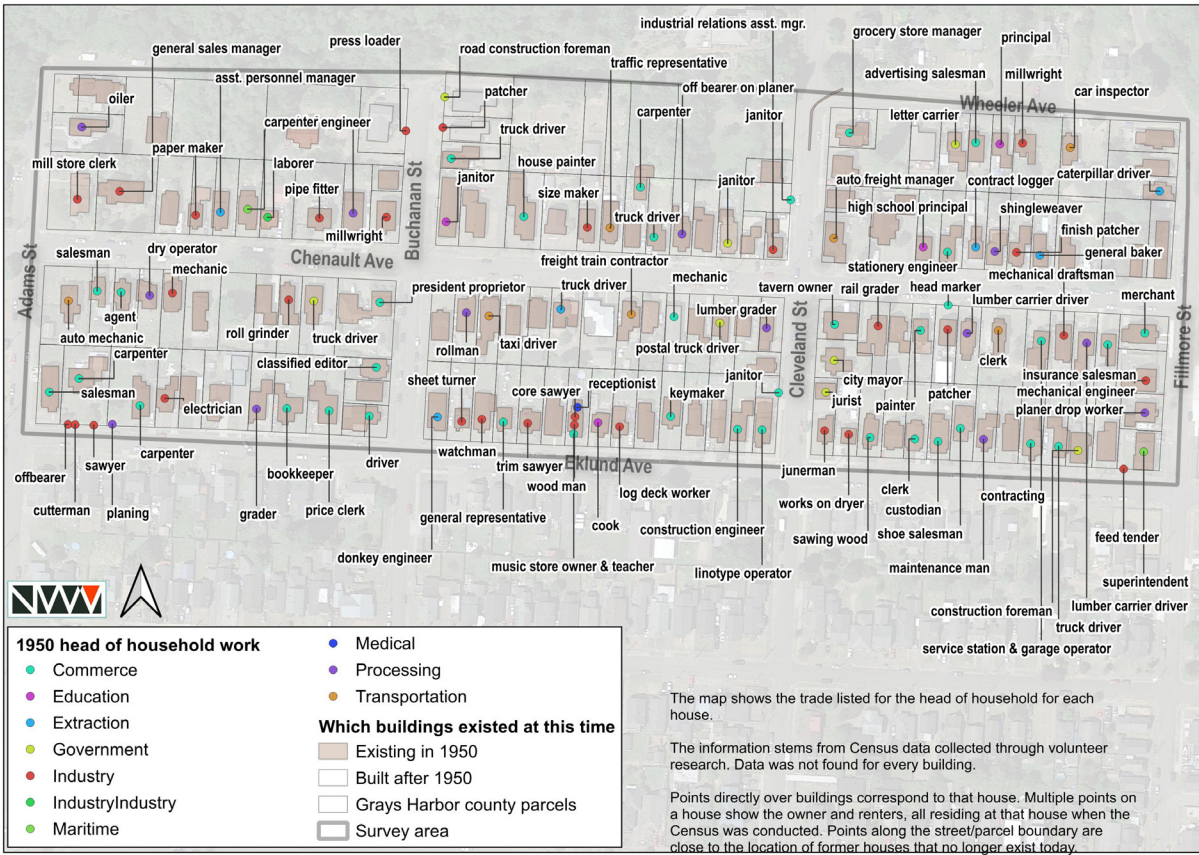 industrial relations asst. mgr.
general sales manager
press loader
road construction foreman
grocery store manager
principal
asst. personnel manager
traffic representative
advertising salesman
millwright
oiler
patcher
off bearer on planer
Wheeler Ave
car inspector
carpenter engineer
truck driver
carpenter
janitor
letter carrier
mill store clerk
paper maker
laborer
Buchanan St
janitor
house painter
janitor
auto freight manager
contract logger
caterpillar driver
pipe fitter
size maker
truck driver
high school principal
shingleweaver
finish patcher
millwright
general baker
salesman
dry operator
Chenault Ave
freight train contractor
stationery engineer
Adams St
mechanic
truck driver
mechanic
tavern owner
rail grader
head marker
mechanical draftsman
agent
president proprietor
lumber carrier driver
merchant
auto mechanic
roll grinder
truck driver
rollman
taxi driver
lumber grader
postal truck driver
Cleveland St
clerk
Fillmore St
carpenter
classified editor
salesman
sheet turner
core sawyer
receptionist
keymaker
janitor
city mayor
insurance salesman
jurist
painter
patcher
mechanical engineer
electrician
planer drop worker
watchman
trim sawyer
Eklund Ave
offbearer
sawyer
carpenter
bookkeeper
driver
wood man
log deck worker
junerman
clerk
contracting
cutterman
planing
grader
price clerk
general representative
cook
construction engineer
works on dryer
custodian
sawing wood
shoe salesman
feed tender
donkey engineer
music store owner & teacher
linotype operator
maintenance man
superintendent
construction foreman
lumber carrier driver
truck driver
service station & garage operator
NWV
1950 head of household work
Commerce
Education
Extraction
Government
Industry
IndustryIndustry
Maritime
Medical
Processing
Transportation
Which buildings existed at this time
Existing in 1950
Built after 1950
Grays Harbor county parcels
Survey area
The map shows the trade listed for the head of household for each
house.
The information stems from Census data collected through volunteer
research. Data was not found for every building.
Points directly over buildings correspond to that house. Multiple points on
a house show the owner and renters, all residing at that house when the
Census was conducted. Points along the street/parcel boundary are
close to the location of former houses that no longer exist today.